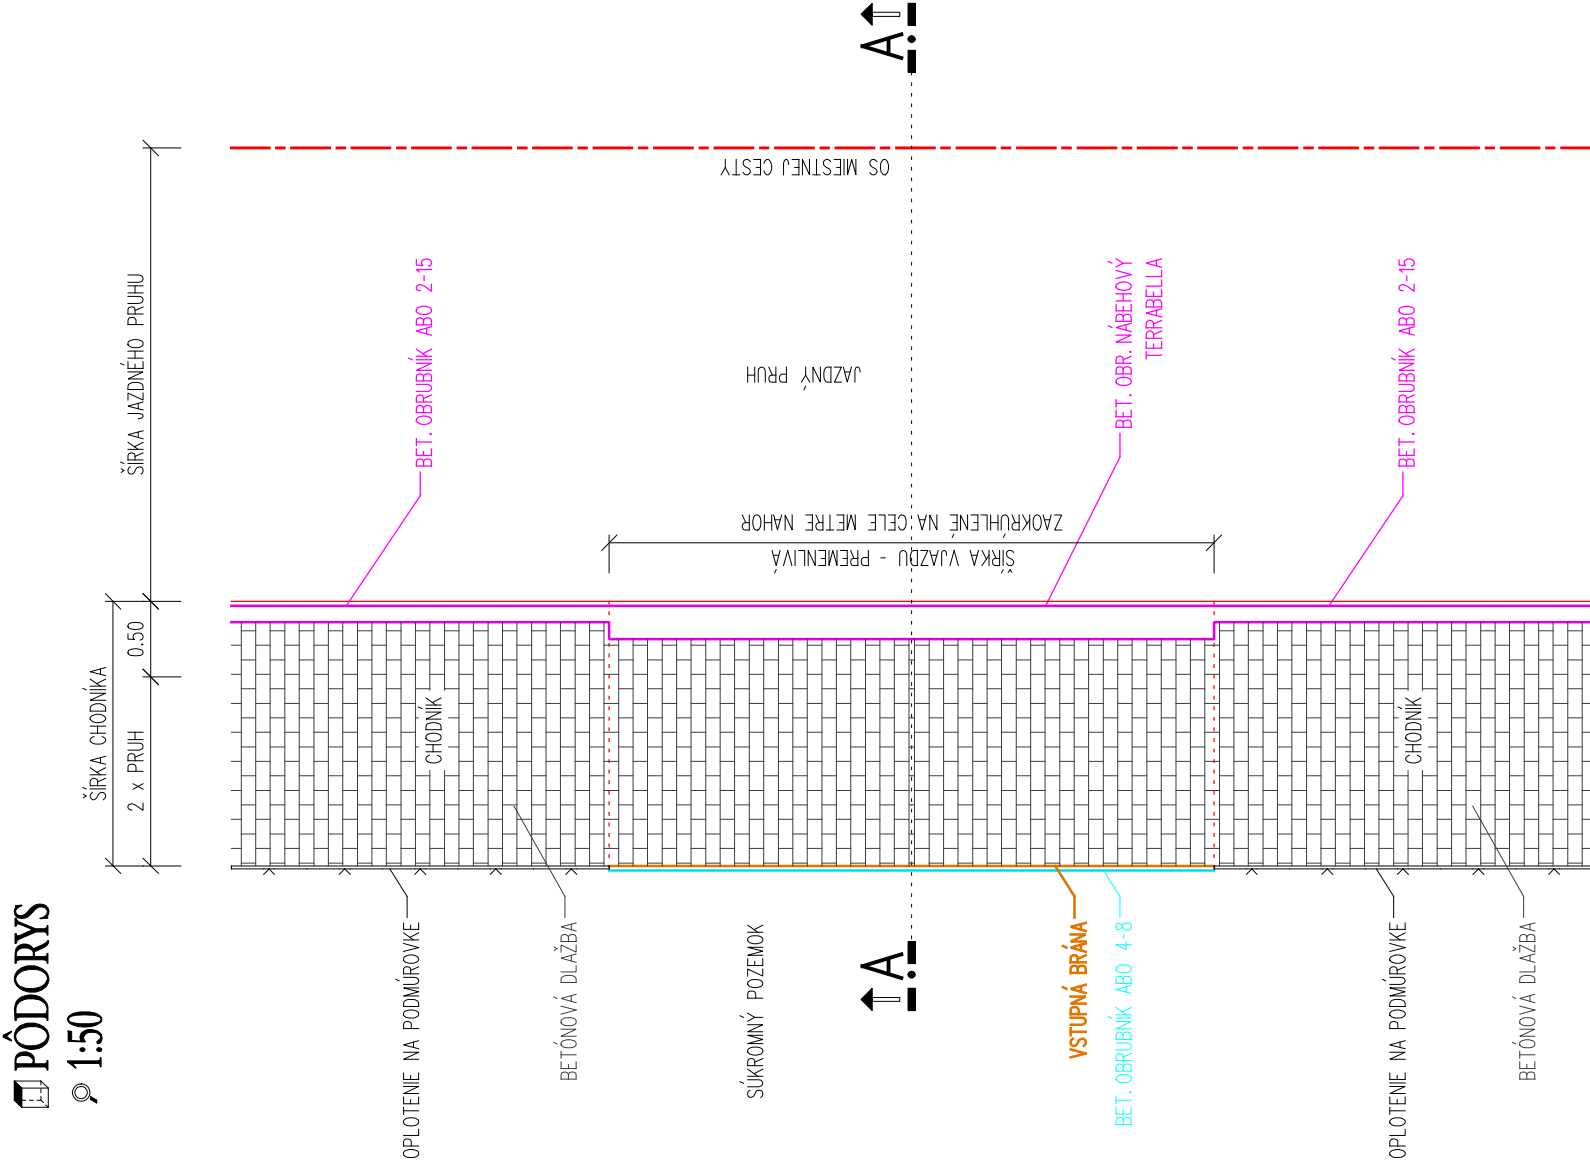 PÔDORYS
1:50
ŠÍRKA CHODNÍKA
2 x PRUH
0.50
ŠÍRKA JAZDNÉHO PRUHU
OS MIESTNEJ CESTY
JAZDNÝ PRUH
BET. OBRUBNÍK ABO 2-15
BET. OBR. NÁBEHOVÝ
TERRABELLA
BET. OBRUBNÍK ABO 2-15
ŠÍRKA VJAZDU - PREMENLIVÁ
ZAOKRÚHLENÉ NA CELÉ METRE NAHOR
CHODNÍK
CHODNÍK
OPLOTENIE NA PODMÚROVKE
BETÓNOVÁ DLAŽBA
SÚKROMNÝ POZEMOK
VSTUPNÁ BRÁNA
BET. OBRUBNÍK ABO 4-8
OPLOTENIE NA PODMÚROVKE
BETÓNOVÁ DLAŽBA
A
A